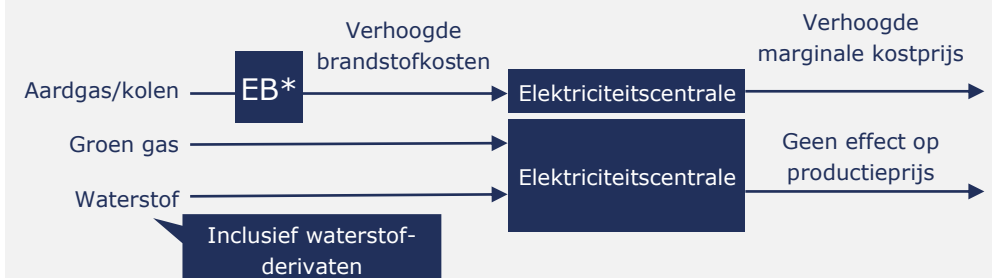 Verhoogde
brandstofkosten
Verhoogde
marginale kostprijs
Aardgas/kolen
EB*
Elektriciteitscentrale
Groen gas
Waterstof
Elektriciteitscentrale
Geen effect op
productieprijs
Inclusief waterstof-
derivaten